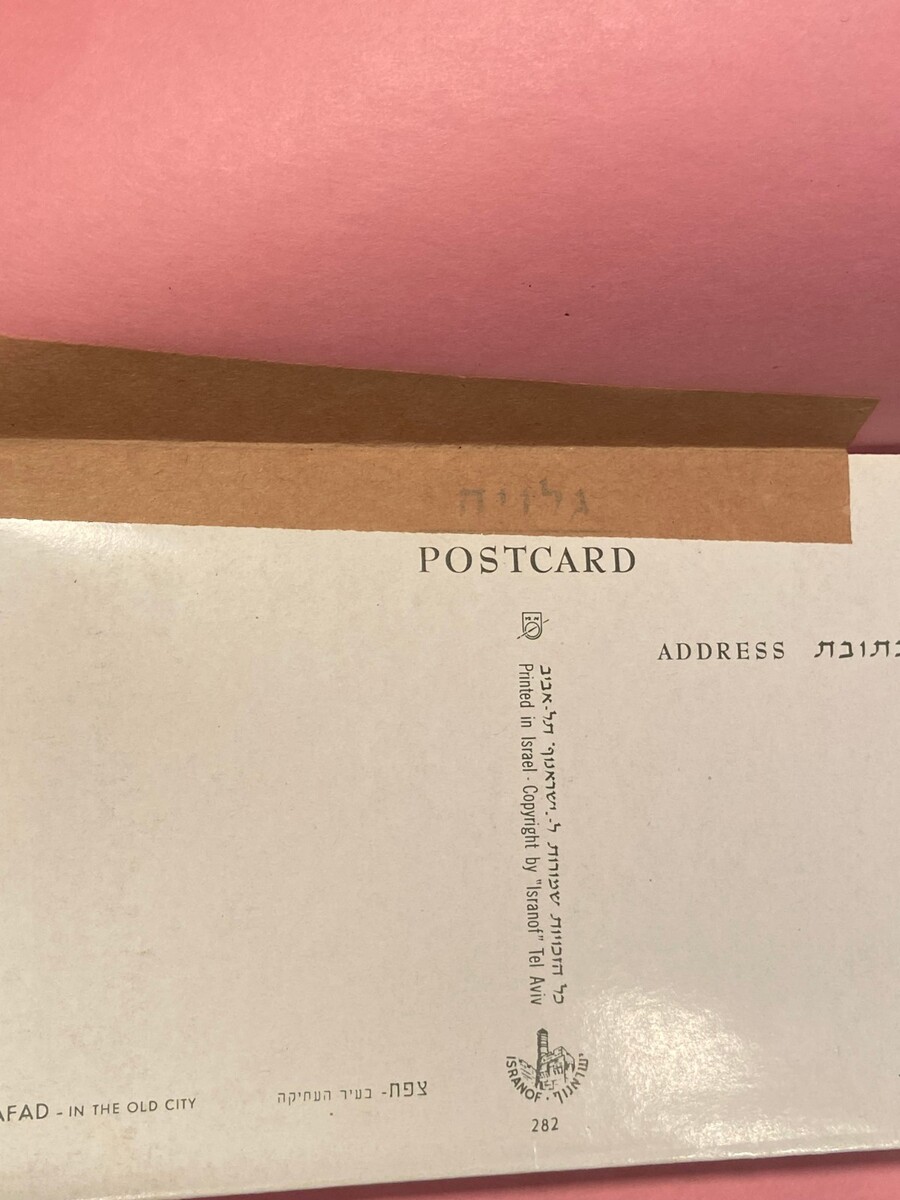 גלויה
POSTCARD
ADDRESS
כל הזכויות שמורות ל.ישראנוף׳ תל-אביב
Printed in Israel - Copyright by "Isranof" Tel Aviv
AFAD - IN THE OLD CITY
צפת- בעיר העתיקה
ISRANOF · ישראנוף
282